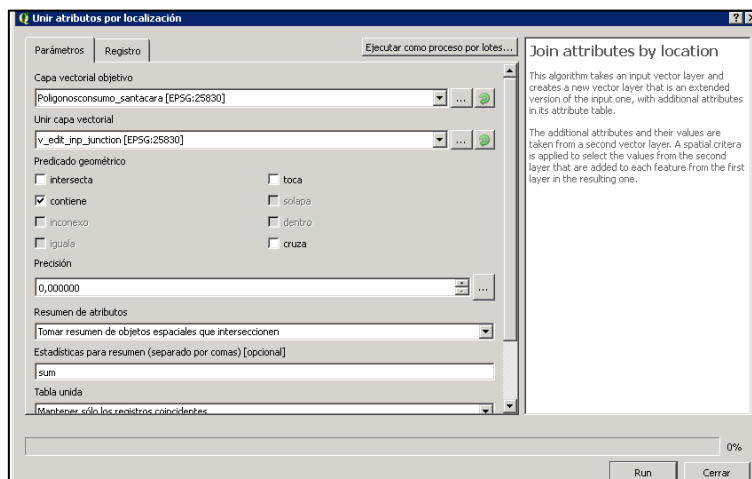 Unir atributos por localización
Parámetros
Registro
Ejecutar como proceso por lotes...
Capa vectorial objetivo
Poligonosconsumo_santacara [EPSG:25830]
...
Unir capa vectorial
v_edit_inp_junction [EPSG:25830]
...
Predicado geométrico
intersecta
toca
contiene
solapa
inconexo
dentro
iguala
cruza
Precisión
0,000000
...
Resumen de atributos
Tomar resumen de objetos espaciales que interseccionen
Estadísticas para resumen (separado por comas) [opcional]
sum
Tabla unida
Mantener sólo los registros coincidentes
Join attributes by location
This algorithm takes an input vector layer and
creates a new vector layer that is an extended
version of the input one, with additional attributes
in its attribute table.
The additional attributes and their values are
taken from a second vector layer. A spatial criteria
is applied to select the values from the second
layer that are added to each feature from the first
layer in the resulting one.
0%
Run
Cerrar